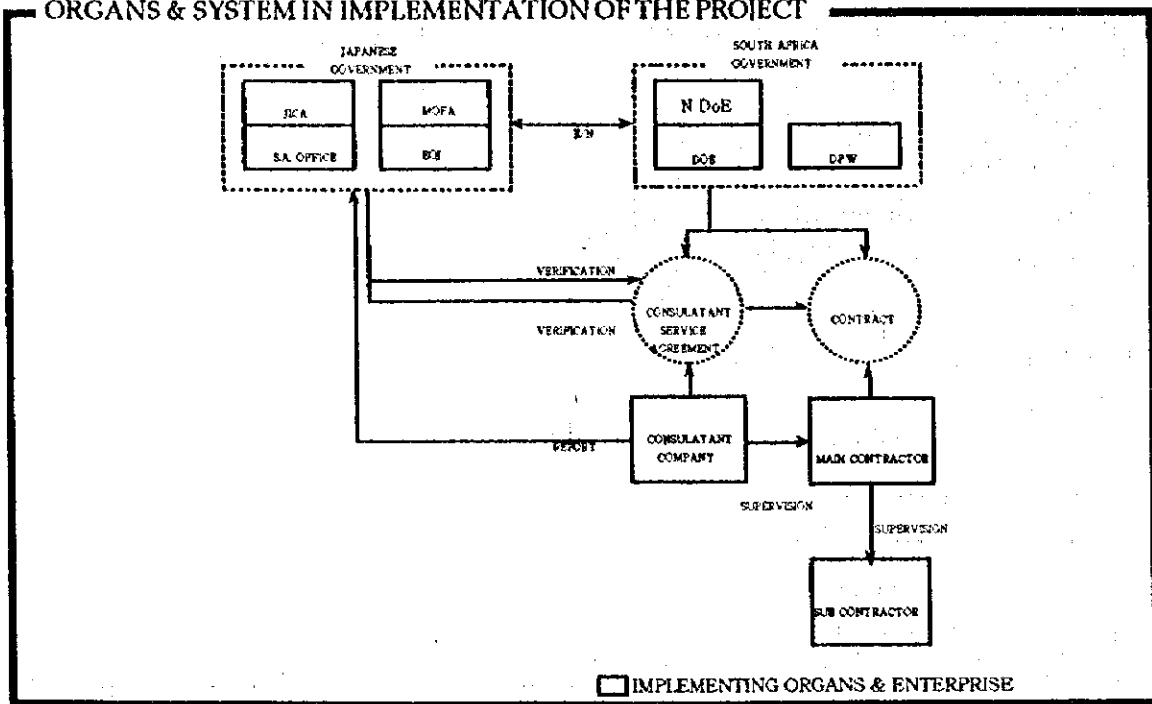 ORGANS & SYSTEM IN IMPLEMENTATION OF THE PROJECT
JAPANESE
GOVERNMENT
SOUTH AFRICA
GOVERNMENT
JICA
MOFA
S.A. OFFICE
EOJ
E/N
N DoE
DOE
DPW
VERIFICATION
VERIFICATION
CONSULATANT
SERVICE
AGREEMENT
CONTRACT
REPORT
CONSULATANT
COMPANY
MAIN CONTRACTOR
SUPERVISION
SUPERVISION
SUB CONTRACTOR
IMPLEMENTING ORGANS & ENTERPRISE